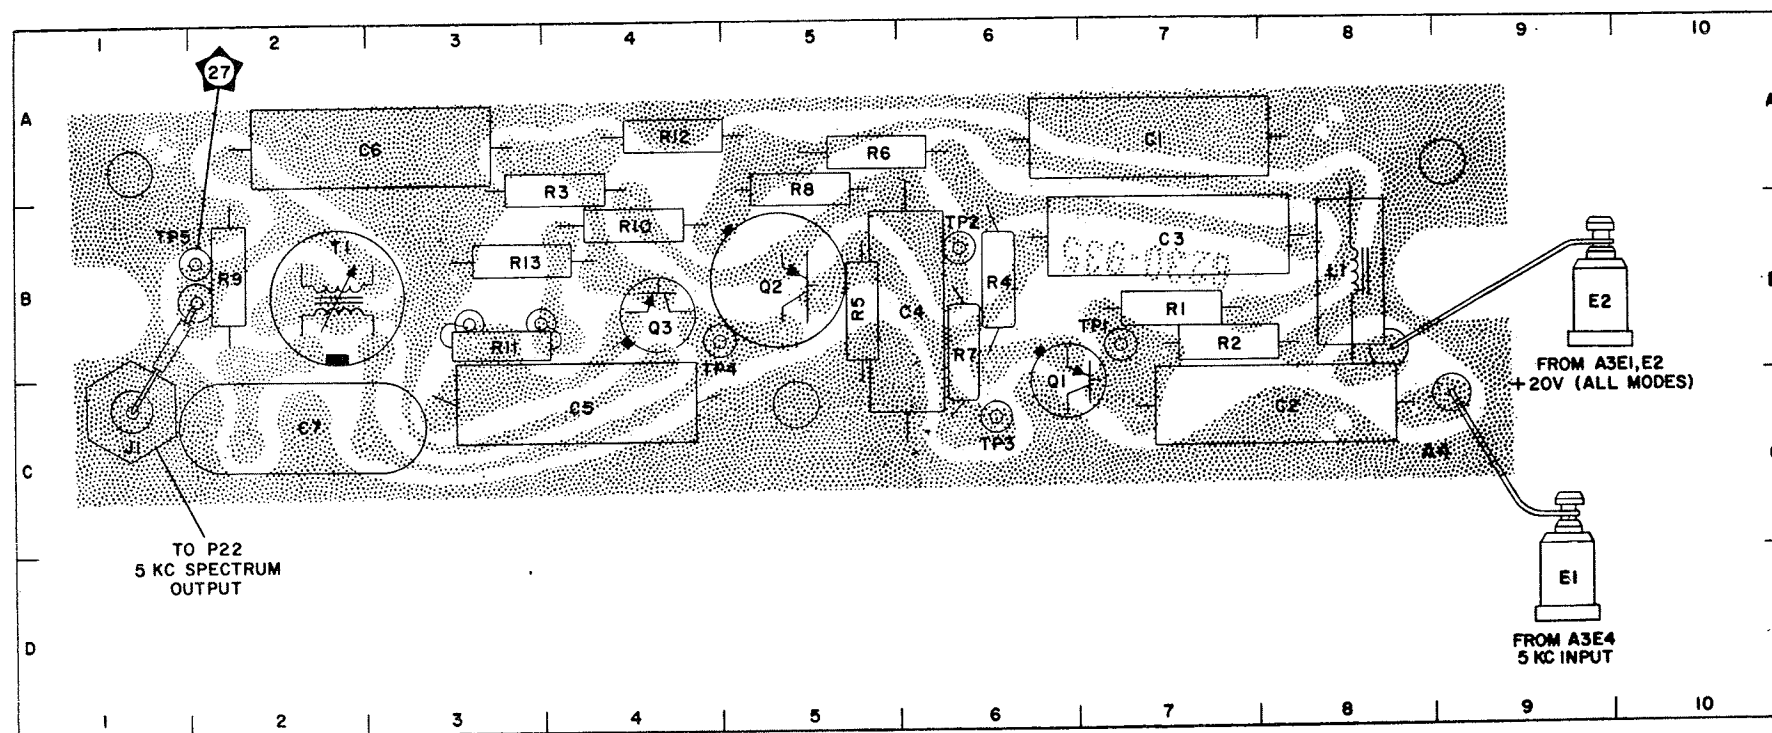 1 2 3 4 5 6 7 8 9 10
27
A
C6
R12
R6
C1
R3
R8
R10
TP5
R9
T1
R13
Q3
Q2
R5
C4
TP2
R4
C3
L1
B
R1
R2
TP1
E2
R11
TP4
R7
Q1
FROM A3E1,E2
+20V (ALL MODES)
J1
C7
C5
TP3
C2
A4
C
TO P22
5 KC SPECTRUM
OUTPUT
E1
D
FROM A3E4
5 KC INPUT
1 2 3 4 5 6 7 8 9 10